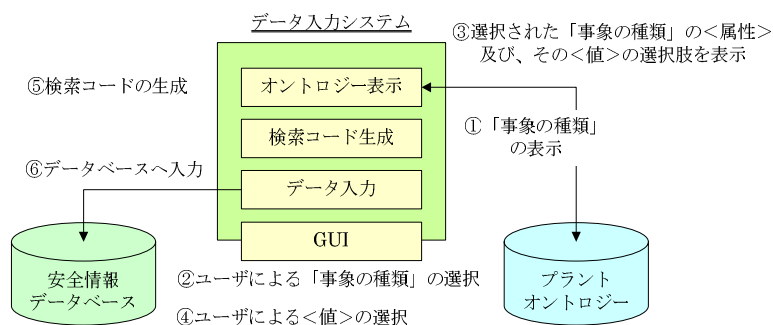 データ入力システム
③選択された「事象の種類」の＜属性＞
及び、その＜値＞の選択肢を表示
⑤検索コードの生成
オントロジー表示
①「事象の種類」
の表示
検索コード生成
⑥データベースへ入力
データ入力
GUI
安全情報
データベース
プラント
オントロジー
②ユーザによる「事象の種類」の選択
④ユーザによる＜値＞の選択